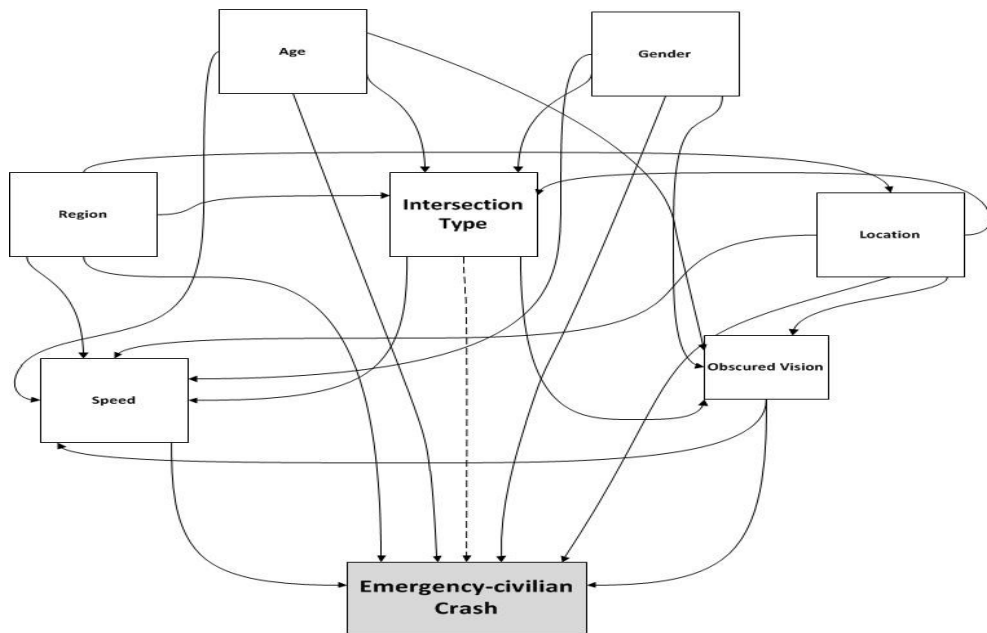 Age
Gender
Region
Intersection
Type
Location
Speed
Obscured Vision
Emergency-civilian
Crash